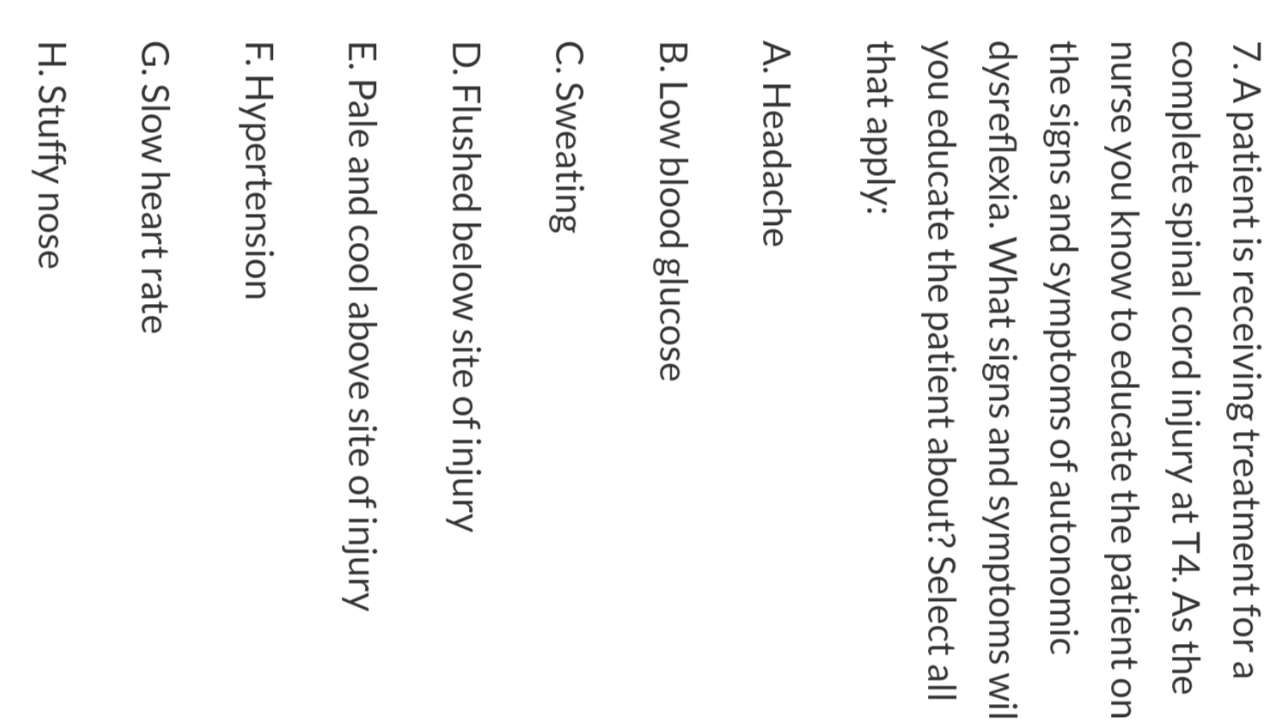 7. A patient is receiving treatment for a
complete spinal cord injury at T4. As the
nurse you know to educate the patient on
the signs and symptoms of autonomic
dysreflexia. What signs and symptoms wil
you educate the patient about? Select all
that apply:
A. Headache
B. Low blood glucose
C. Sweating
D. Flushed below site of injury
E. Pale and cool above site of injury
F. Hypertension
G. Slow heart rate
H. Stuffy nose